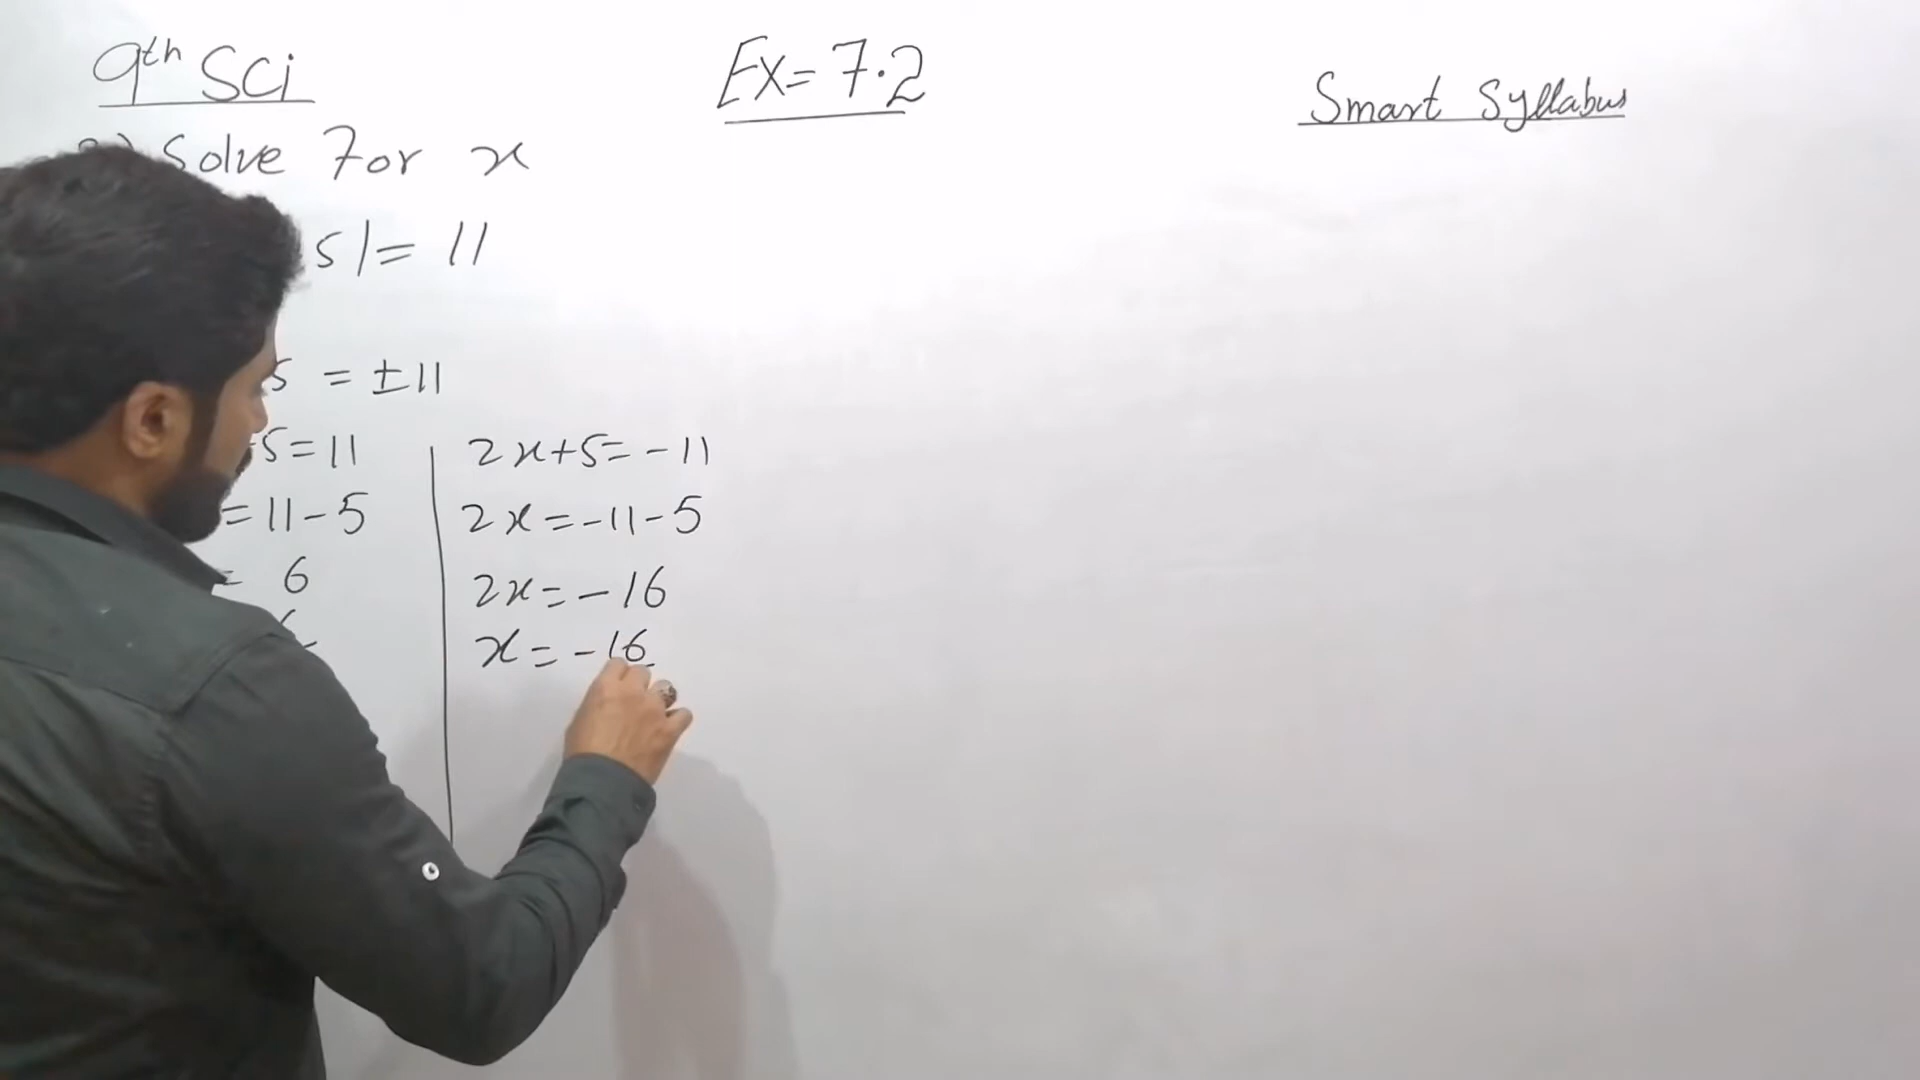 9th Sci
Ex = 7.2
Smart Syllabus
Solve For x
5| = 11
5 = ±11
5 = 11
= 11 - 5
= 6
2x + 5 = - 11
2x = - 11 - 5
2x = - 16
x = - 16